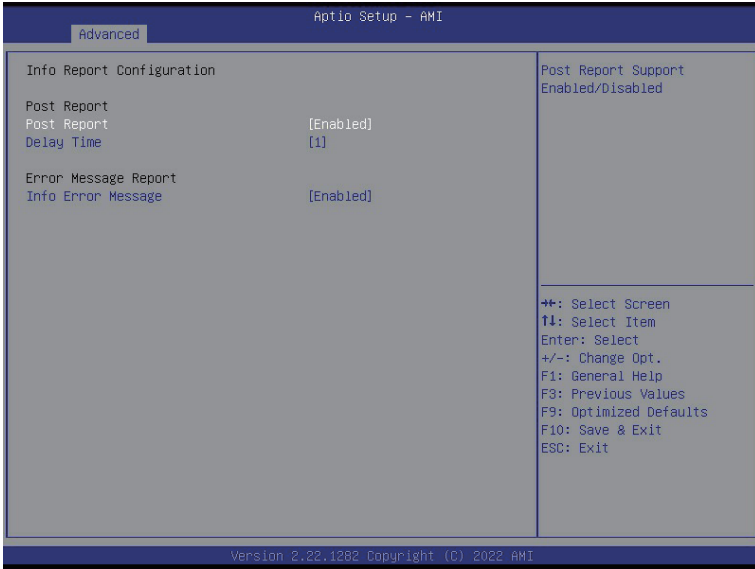 Aptio Setup – AMI
Advanced
Info Report Configuration
Post Report
Post Report [Enabled]
Delay Time [1]
Error Message Report
Info Error Message [Enabled]
Post Report Support
Enabled/Disabled
→←: Select Screen
↑↓: Select Item
Enter: Select
+/-: Change Opt.
F1: General Help
F3: Previous Values
F9: Optimized Defaults
F10: Save & Exit
ESC: Exit
Version 2.22.1282 Copyright (C) 2022 AMI